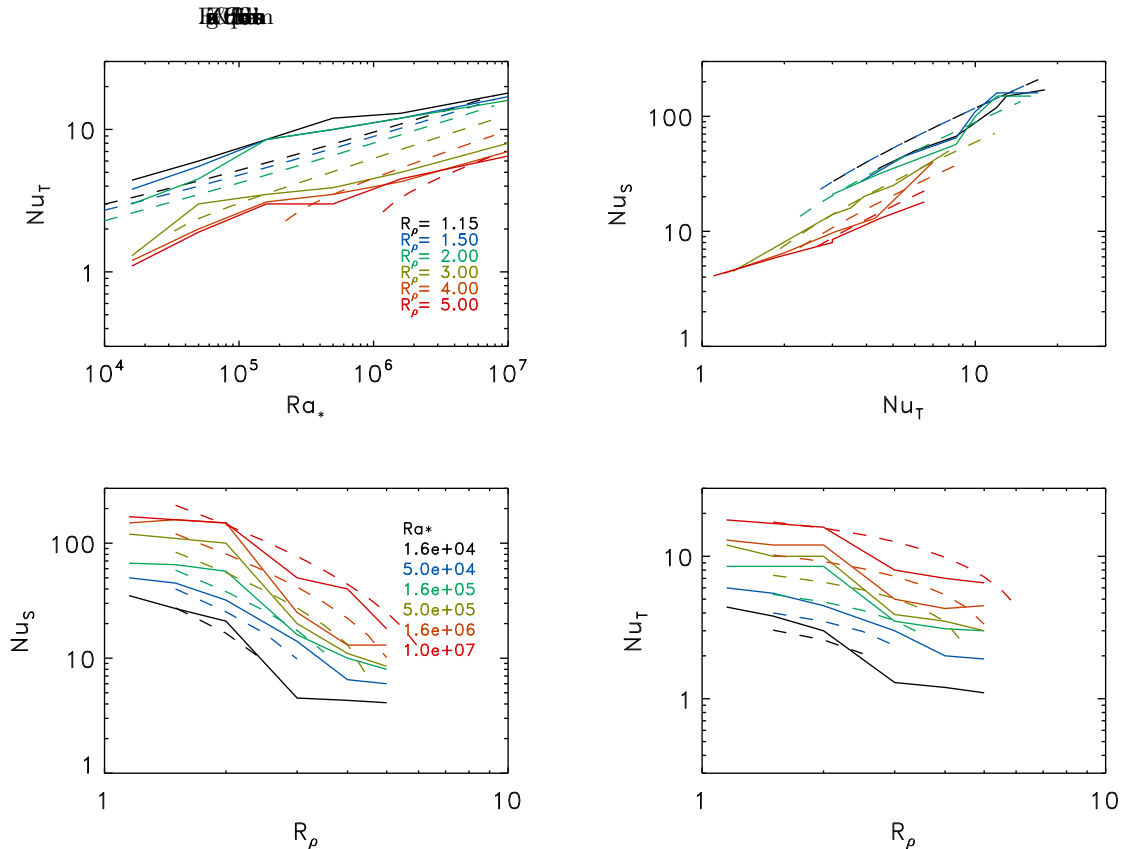 30
Nu_T
10
1
10^4
10^5
10^6
10^7
Ra_*
R_ρ= 1.15
R_ρ= 1.50
R_ρ= 2.00
R_ρ= 3.00
R_ρ= 4.00
R_ρ= 5.00
Nu_S
100
10
1
1
10
Nu_T
Nu_S
100
10
1
1
10
R_ρ
Ra*
1.6e+04
5.0e+04
1.6e+05
5.0e+05
1.6e+06
1.0e+07
Nu_T
10
1
1
10
R_ρ